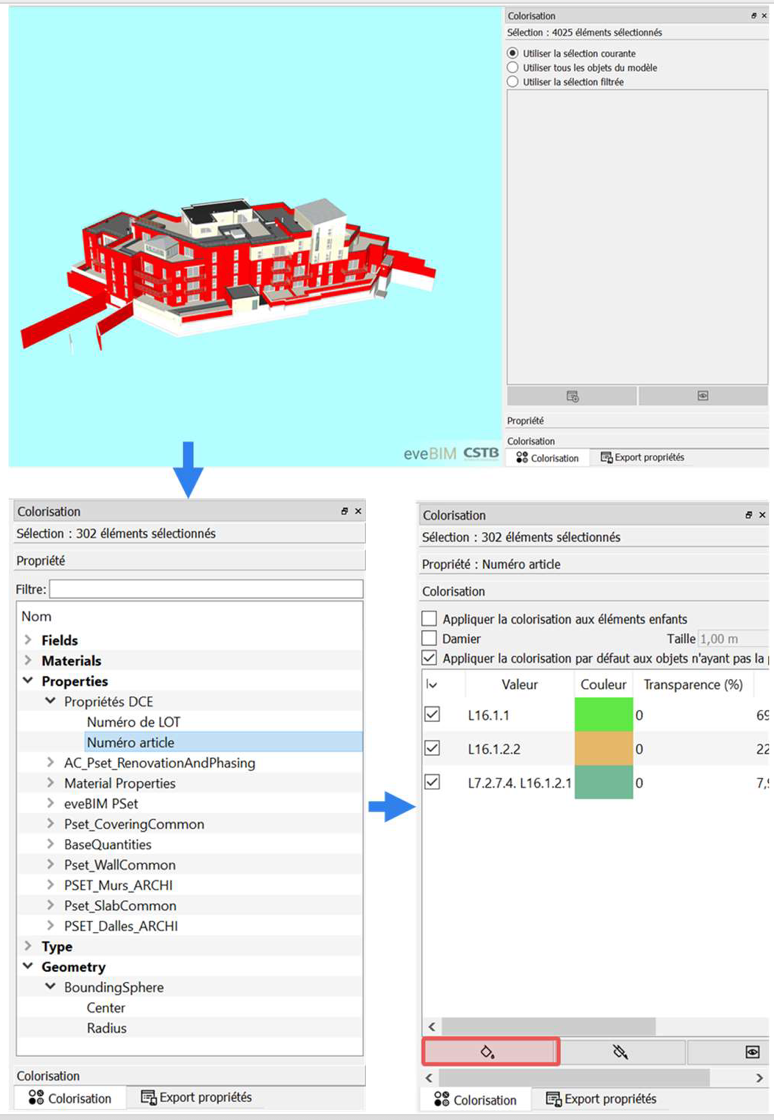 Colorisation
Sélection : 4025 éléments sélectionnés
Utiliser la sélection courante
Utiliser tous les objets du modèle
Utiliser la sélection filtrée
eveBIM CSTB
Propriété
Colorisation
Colorisation Export propriétés
Colorisation
Sélection : 302 éléments sélectionnés
Propriété
Filtre:
Nom
Fields
Materials
Properties
Propriétés DCE
Numéro de LOT
Numéro article
AC_Pset_RenovationAndPhasing
Material Properties
eveBIM PSet
Pset_CoveringCommon
BaseQuantities
Pset_WallCommon
PSET_Murs_ARCHI
Pset_SlabCommon
PSET_Dalles_ARCHI
Type
Geometry
BoundingSphere
Center
Radius
Colorisation
Colorisation Export propriétés
Colorisation
Sélection : 302 éléments sélectionnés
Propriété : Numéro article
Colorisation
Appliquer la colorisation aux éléments enfants
Damier Taille 1,00 m
Appliquer la colorisation par défaut aux objets n'ayant pas la
Valeur Couleur Transparence (%)
L16.1.1 0 69
L16.1.2.2 0 22
L7.2.7.4. L16.1.2.1 0 7,
Colorisation Export propriétés